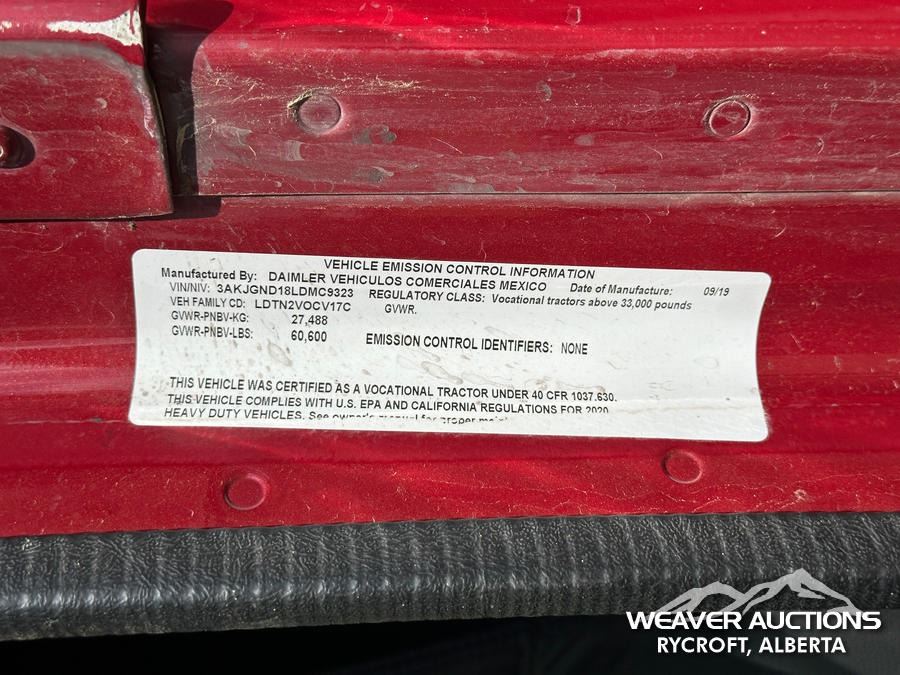 VEHICLE EMISSION CONTROL INFORMATION
Manufactured By: DAIMLER VEHICULOS COMERCIALES MEXICO Date of Manufacture: 09/19
VIN/NIV: 3AKJGND18LDMC9323 REGULATORY CLASS: Vocational tractors above 33,000 pounds
VEH FAMILY CD: LDTN2VOCV17C GVWR.
GVWR-PNBV-KG: 27,488
GVWR-PNBV-LBS: 60,600 EMISSION CONTROL IDENTIFIERS: NONE
THIS VEHICLE WAS CERTIFIED AS A VOCATIONAL TRACTOR UNDER 40 CFR 1037.630.
THIS VEHICLE COMPLIES WITH U.S. EPA AND CALIFORNIA REGULATIONS FOR 2020
HEAVY DUTY VEHICLES. See owner's manual for proper
WEAVER AUCTIONS
RYCROFT, ALBERTA